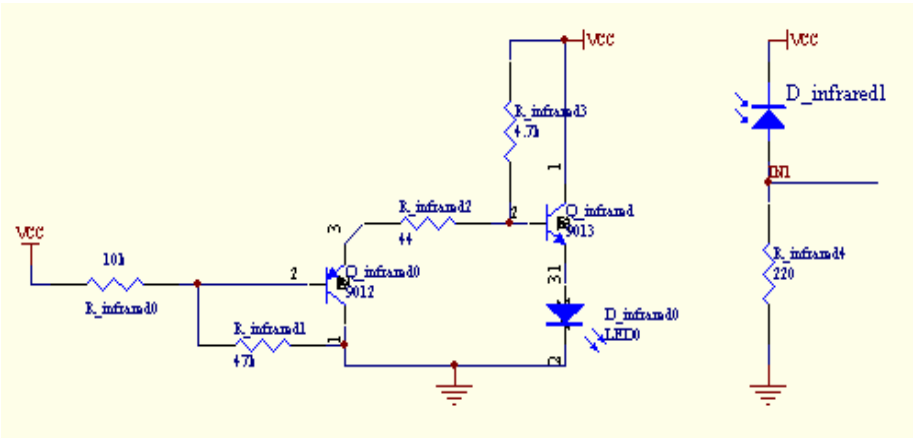 VCC
VCC
D_infrared1
R_infrared3
4.7k
1
IN1
R_infrared2
2
Q_infrared
3
44
9013
VCC
10k
2
Q_infrared0
R_infrared4
31
220
R_infrared0
9012
R_infrared1
D_infrared0
1
LED0
47k
2